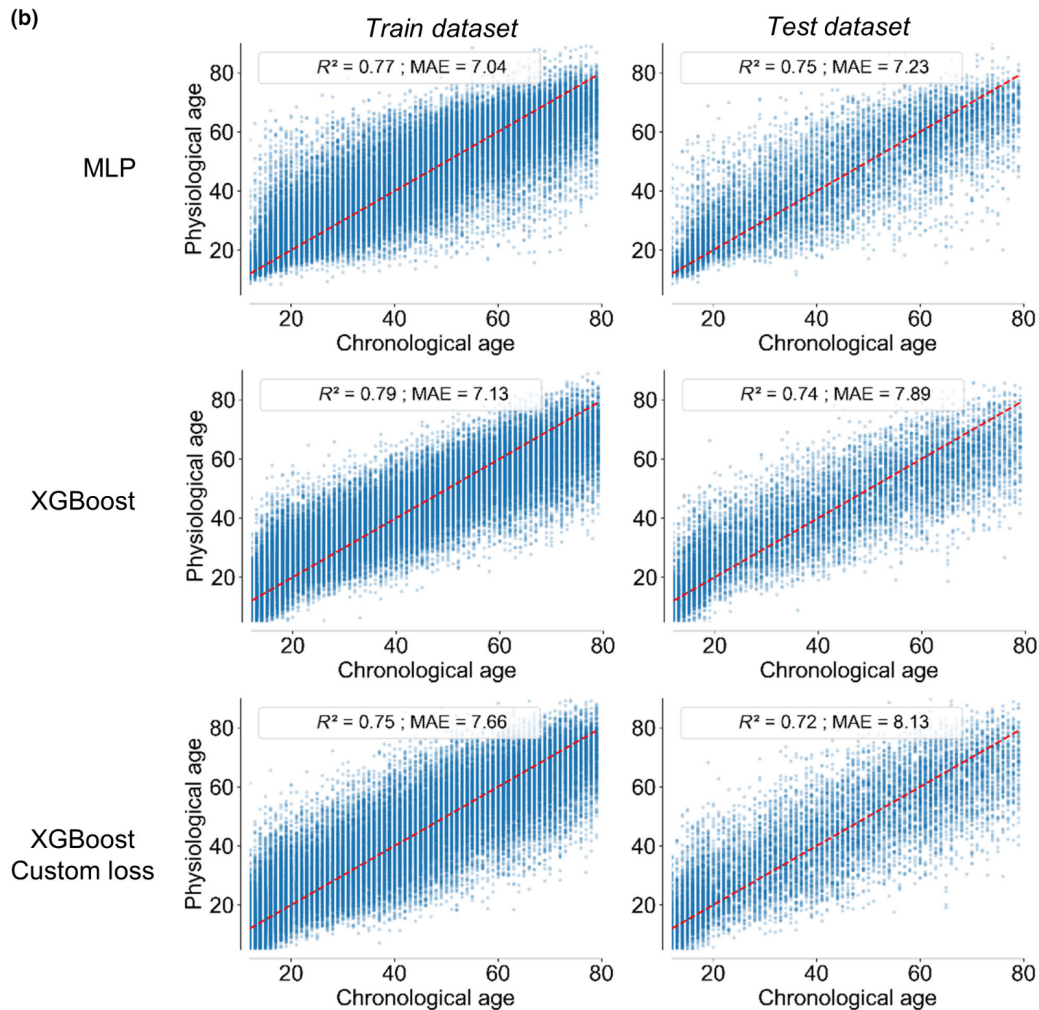 (b)
Train dataset
Test dataset
MLP
Physiological age
80
60
40
20
R² = 0.77 ; MAE = 7.04
20 40 60 80
Chronological age
80
60
40
20
R² = 0.75 ; MAE = 7.23
20 40 60 80
Chronological age
XGBoost
Physiological age
80
60
40
20
R² = 0.79 ; MAE = 7.13
20 40 60 80
Chronological age
80
60
40
20
R² = 0.74 ; MAE = 7.89
20 40 60 80
Chronological age
XGBoost
Custom loss
Physiological age
80
60
40
20
R² = 0.75 ; MAE = 7.66
20 40 60 80
Chronological age
80
60
40
20
R² = 0.72 ; MAE = 8.13
20 40 60 80
Chronological age